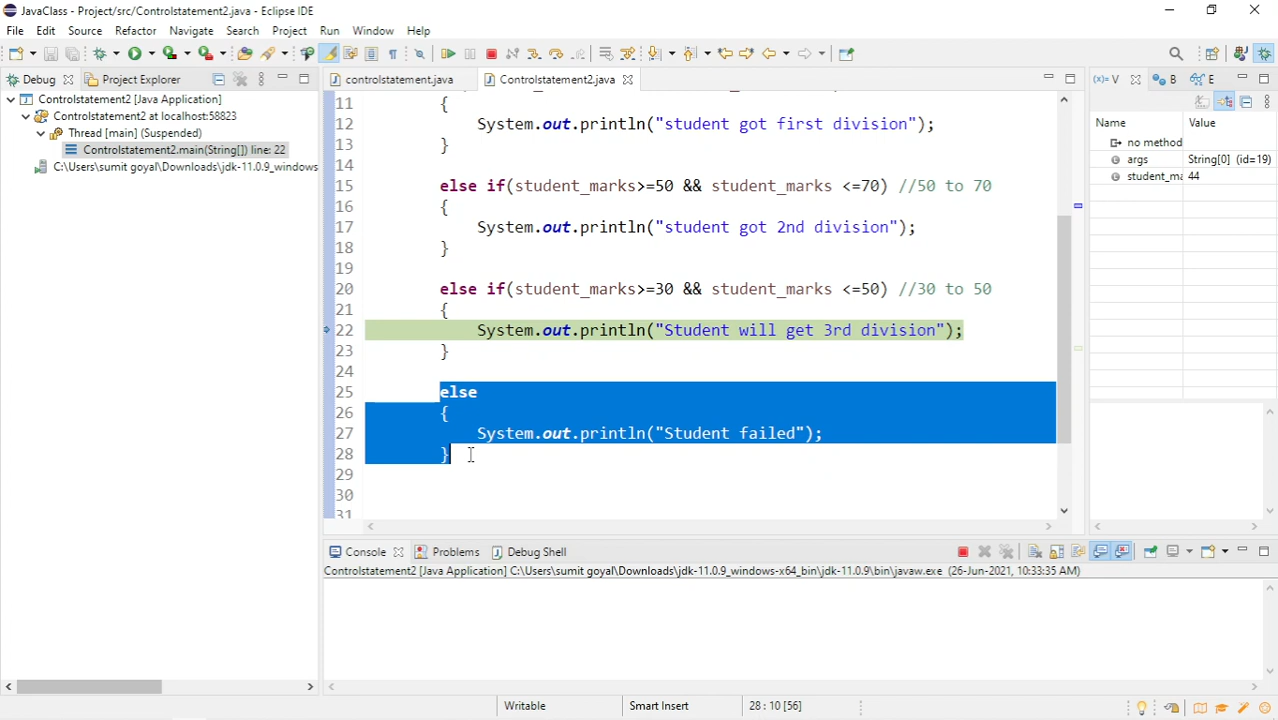 JavaClass - Project/src/Controlstatement2.java - Eclipse IDE
File Edit Source Refactor Navigate Search Project Run Window Help
Debug Project Explorer
controlstatement.java Controlstatement2.java
V B E
Controlstatement2 [Java Application]
Controlstatement2 at localhost:58823
Thread [main] (Suspended)
Controlstatement2.main(String[]) line: 22
C:\Users\sumit goyal\Downloads\jdk-11.0.9_windows
11 {
12 System.out.println("student got first division");
13 }
14
15 else if(student_marks>=50 && student_marks <=70) //50 to 70
16 {
17 System.out.println("student got 2nd division");
18 }
19
20 else if(student_marks>=30 && student_marks <=50) //30 to 50
21 {
22 System.out.println("Student will get 3rd division");
23 }
24
25 else
26 {
27 System.out.println("Student failed");
28 }
29
30
31
Name Value
no method
args String[0] (id=19)
student_ma 44
Console Problems Debug Shell
Controlstatement2 [Java Application] C:\Users\sumit goyal\Downloads\jdk-11.0.9_windows-x64_bin\jdk-11.0.9\bin\javaw.exe (26-Jun-2021, 10:33:35 AM)
Writable Smart Insert 28 : 10 [56]